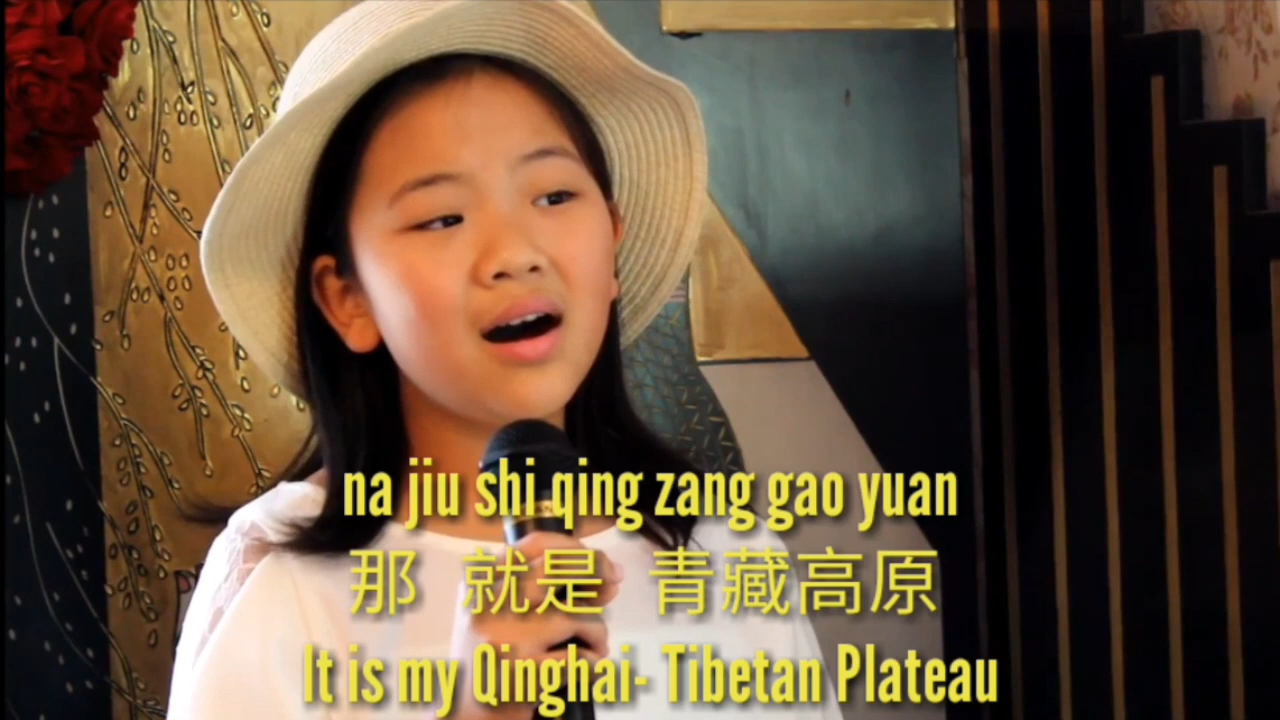 na jiu shi qing zang gao yuan
那 就是 青藏高原
It is my Qinghai- Tibetan Plateau